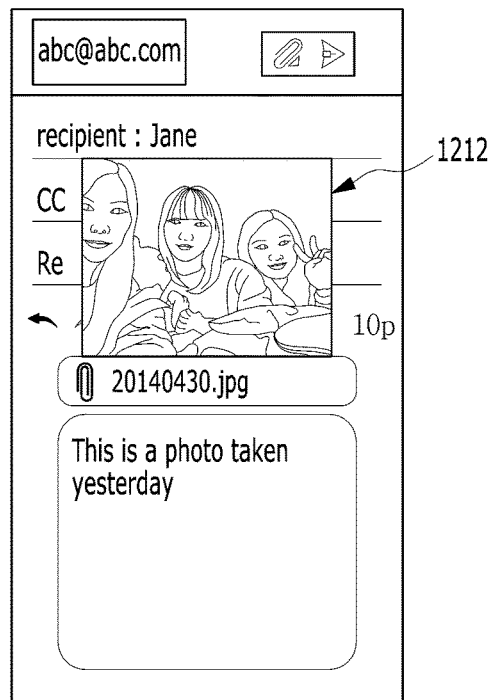 abc@abc.com
recipient : Jane
1212
CC
Re
10p
20140430.jpg
This is a photo taken
yesterday